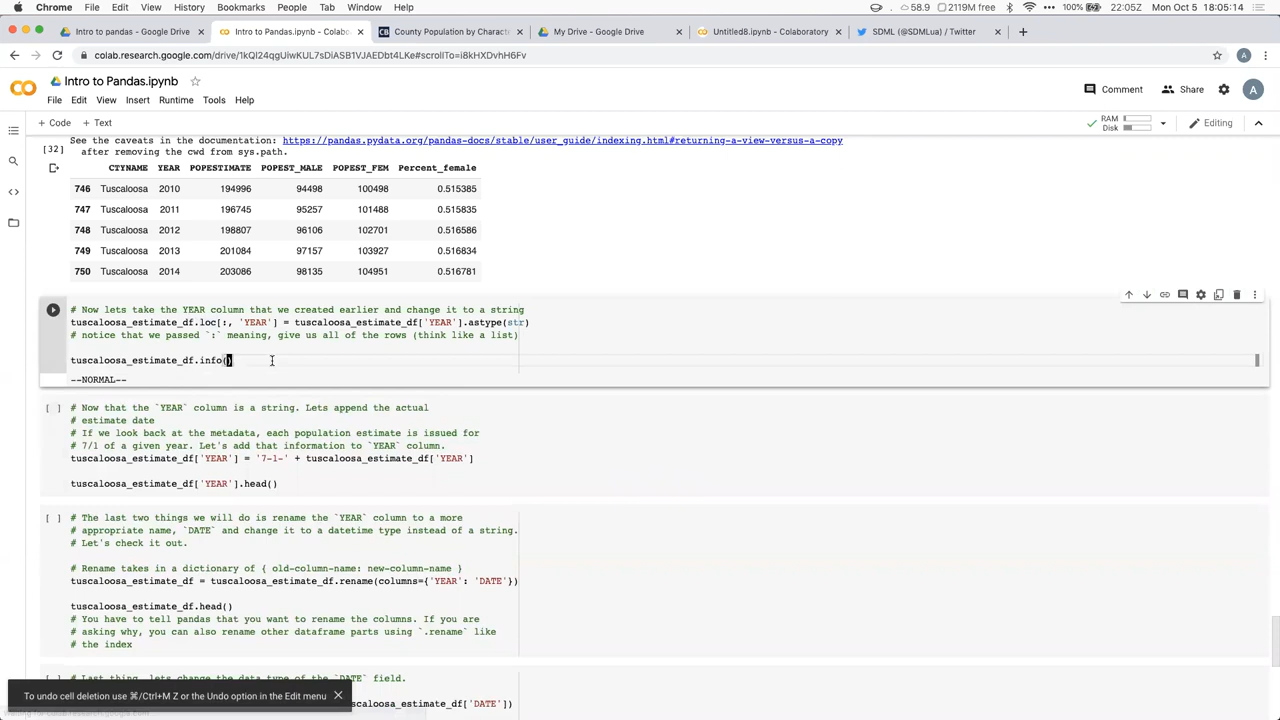 Chrome File Edit View History Bookmarks People Tab Window Help 58.9 2119M free 100% 22:05Z Mon Oct 5 18:05:14
Intro to pandas - Google Drive Intro to Pandas.ipynb - Colabo County Population by Charact My Drive - Google Drive Untitled8.ipynb - Colaboratory SDML (@SDMLua) / Twitter
colab.research.google.com/drive/1kQl24qgUiwKUL7sDiASB1VJAEDbt4LKe#scrollTo=i8kHXDvhH6Fv A
CO Intro to Pandas.ipynb
File Edit View Insert Runtime Tools Help Comment Share A
+ Code + Text RAM Disk Editing
See the caveats in the documentation: https://pandas.pydata.org/pandas-docs/stable/user_guide/indexing.html#returning-a-view-versus-a-copy
[32] after removing the cwd from sys.path.
CTYNAME YEAR POPESTIMATE POPEST_MALE POPEST_FEM Percent_female
746 Tuscaloosa 2010 194996 94498 100498 0.515385
747 Tuscaloosa 2011 196745 95257 101488 0.515835
748 Tuscaloosa 2012 198807 96106 102701 0.516586
749 Tuscaloosa 2013 201084 97157 103927 0.516834
750 Tuscaloosa 2014 203086 98135 104951 0.516781
# Now lets take the YEAR column that we created earlier and change it to a string
tuscaloosa_estimate_df.loc[:, 'YEAR'] = tuscaloosa_estimate_df['YEAR'].astype(str)
# notice that we passed `:` meaning, give us all of the rows (think like a list)
tuscaloosa_estimate_df.info()
--NORMAL--
[ ] # Now that the `YEAR` column is a string. Lets append the actual
# estimate date
# If we look back at the metadata, each population estimate is issued for
# 7/1 of a given year. Let's add that information to `YEAR` column.
tuscaloosa_estimate_df['YEAR'] = '7-1-' + tuscaloosa_estimate_df['YEAR']
tuscaloosa_estimate_df['YEAR'].head()
[ ] # The last two things we will do is rename the `YEAR` column to a more
# appropriate name, `DATE` and change it to a datetime type instead of a string.
# Let's check it out.
# Rename takes in a dictionary of { old-column-name: new-column-name }
tuscaloosa_estimate_df = tuscaloosa_estimate_df.rename(columns={'YEAR': 'DATE'})
tuscaloosa_estimate_df.head()
# You have to tell pandas that you want to rename the columns. If you are
# asking why, you can also rename other dataframe parts using `.rename` like
# the index
[ ] # Last thing, lets change the data type of the `DATE` field.
To undo cell deletion use ⌘/Ctrl+M Z or the Undo option in the Edit menu
tuscaloosa_estimate_df['DATE'])